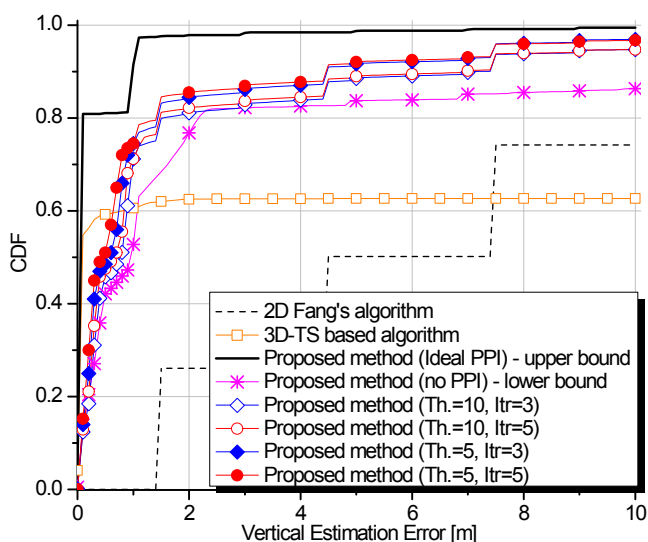 1.0
0.8
0.6
0.4
0.2
0.0
CDF
2D Fang's algorithm
3D-TS based algorithm
Proposed method (Ideal PPI) - upper bound
Proposed method (no PPI) - lower bound
Proposed method (Th.=10, Itr=3)
Proposed method (Th.=10, Itr=5)
Proposed method (Th.=5, Itr=3)
Proposed method (Th.=5, Itr=5)
0 2 4 6 8 10
Vertical Estimation Error [m]